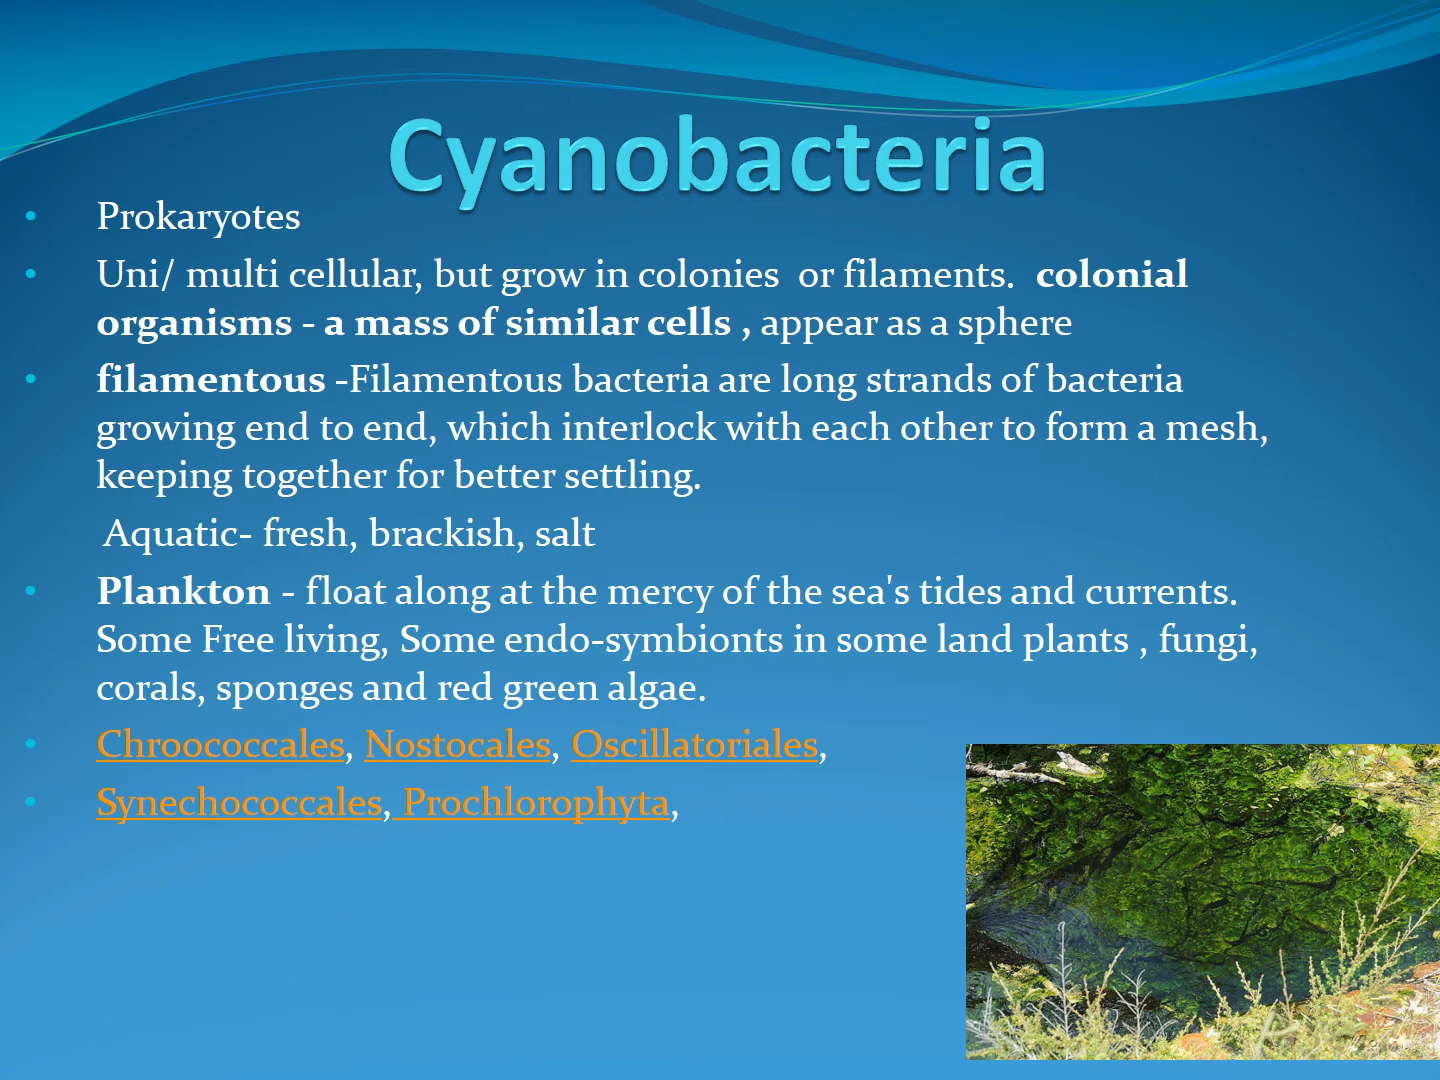 Cyanobacteria
• Prokaryotes
• Uni/ multi cellular, but grow in colonies  or filaments.  colonial
organisms - a mass of similar cells , appear as a sphere
• filamentous -Filamentous bacteria are long strands of bacteria
growing end to end, which interlock with each other to form a mesh,
keeping together for better settling.
Aquatic- fresh, brackish, salt
• Plankton - float along at the mercy of the sea's tides and currents.
Some Free living, Some endo-symbionts in some land plants , fungi,
corals, sponges and red green algae.
• Chroococcales, Nostocales, Oscillatoriales,
• Synechococcales, Prochlorophyta,